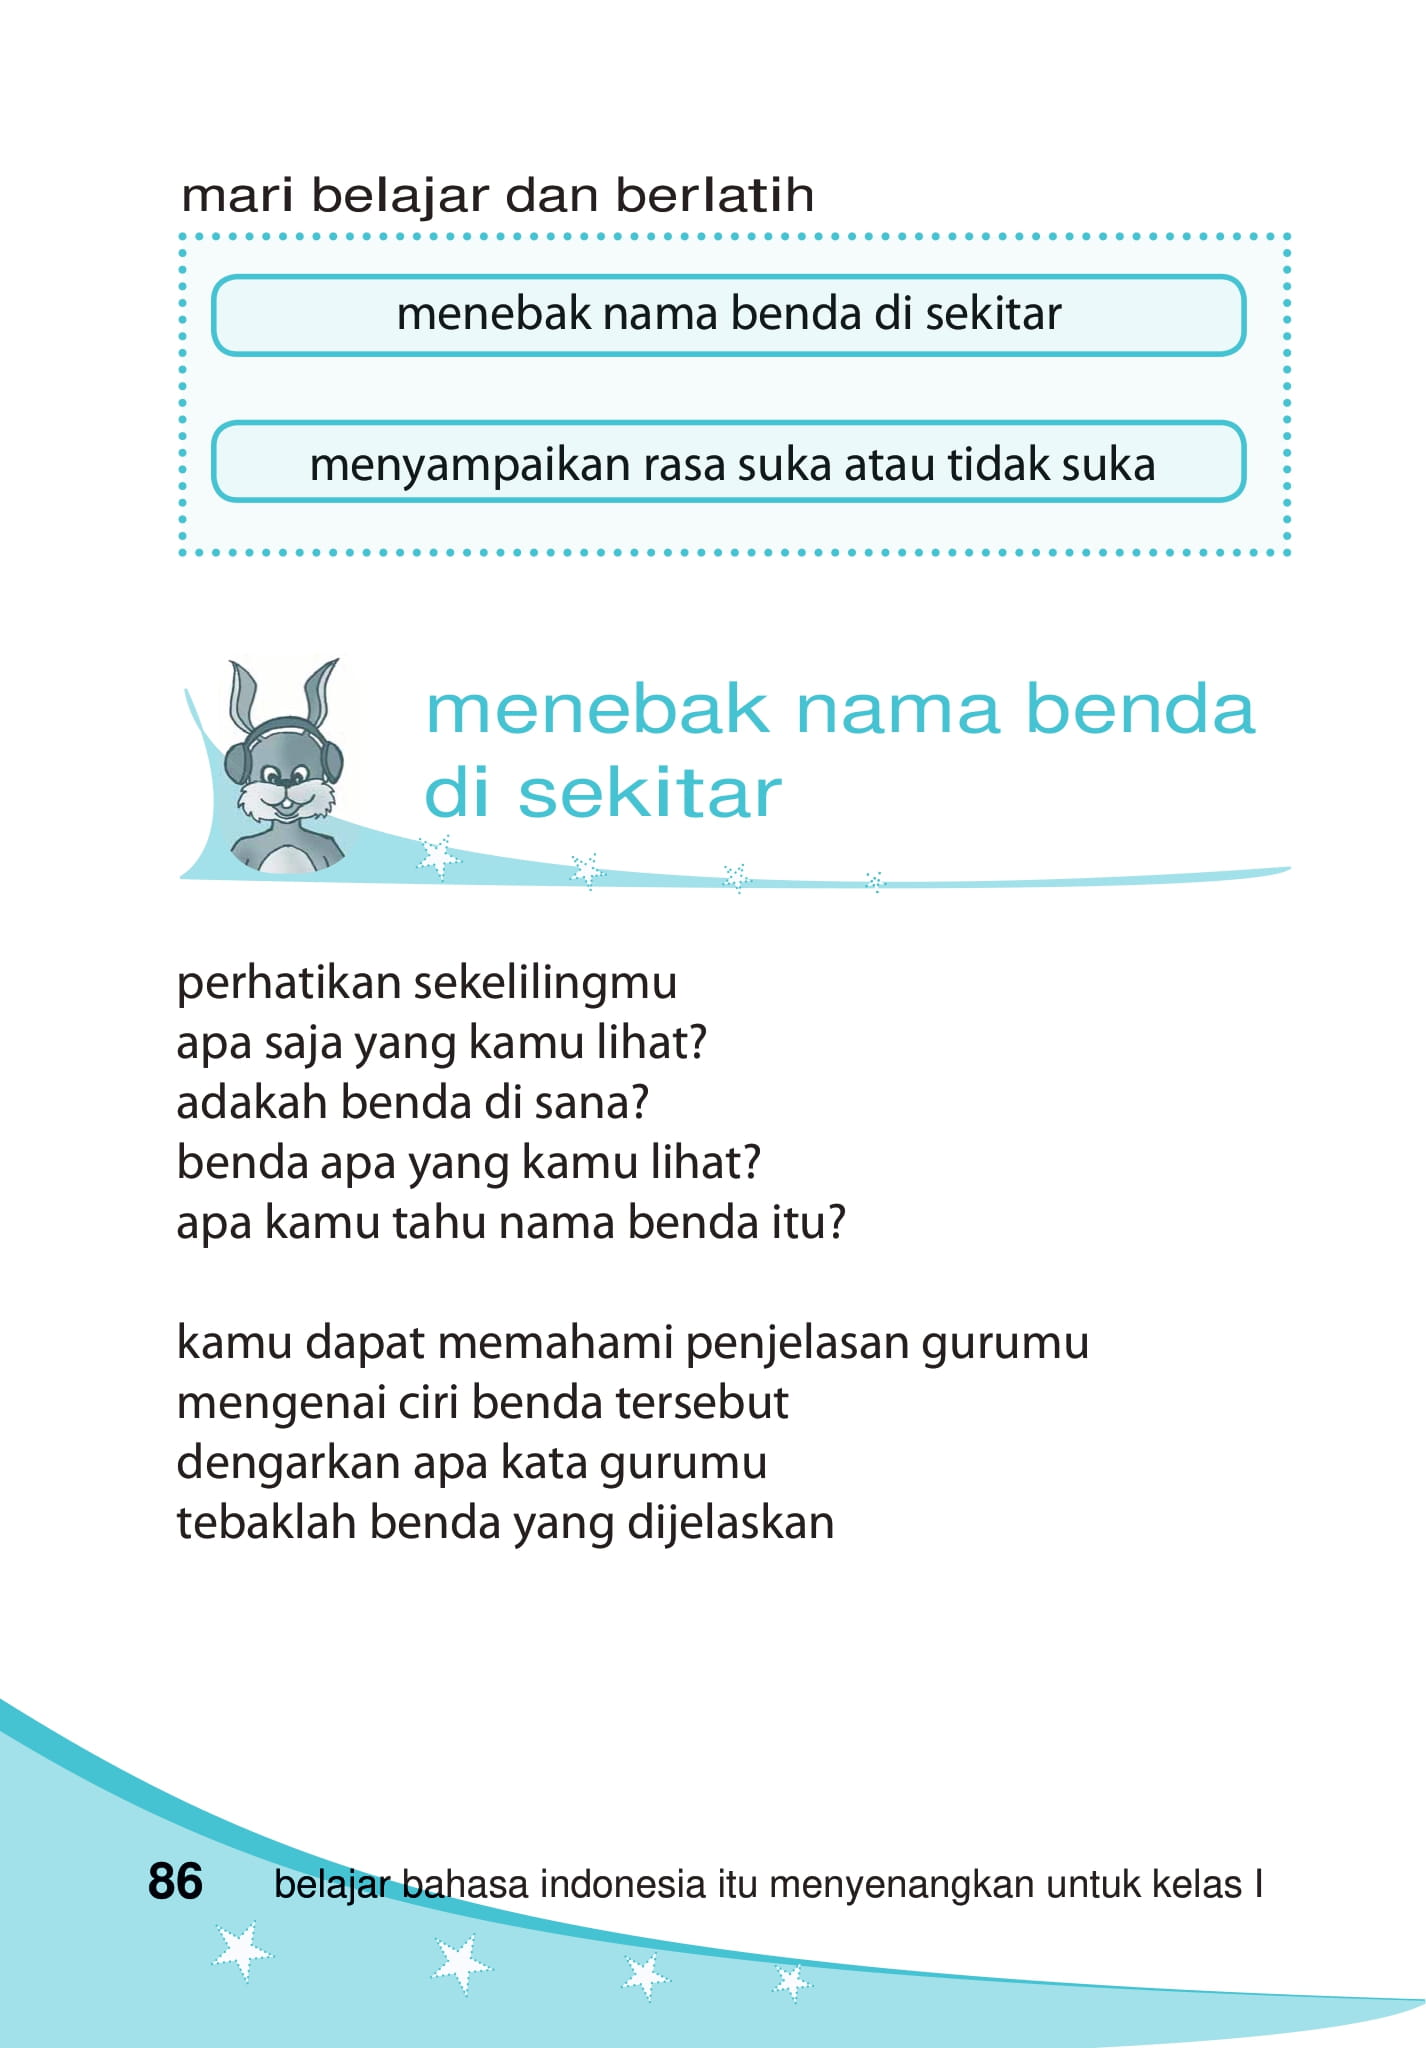 mari belajar dan berlatih
menebak nama benda di sekitar
menyampaikan rasa suka atau tidak suka
menebak nama benda
di sekitar
perhatikan sekelilingmu
apa saja yang kamu lihat?
adakah benda di sana?
benda apa yang kamu lihat?
apa kamu tahu nama benda itu?
kamu dapat memahami penjelasan gurumu
mengenai ciri benda tersebut
dengarkan apa kata gurumu
tebaklah benda yang dijelaskan
86 belajar bahasa indonesia itu menyenangkan untuk kelas I